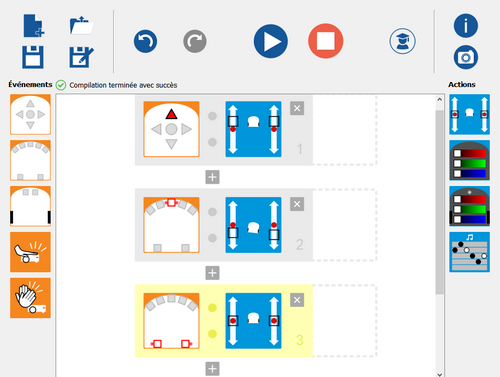 Événements
Compilation terminée avec succès
Actions
1
2
3